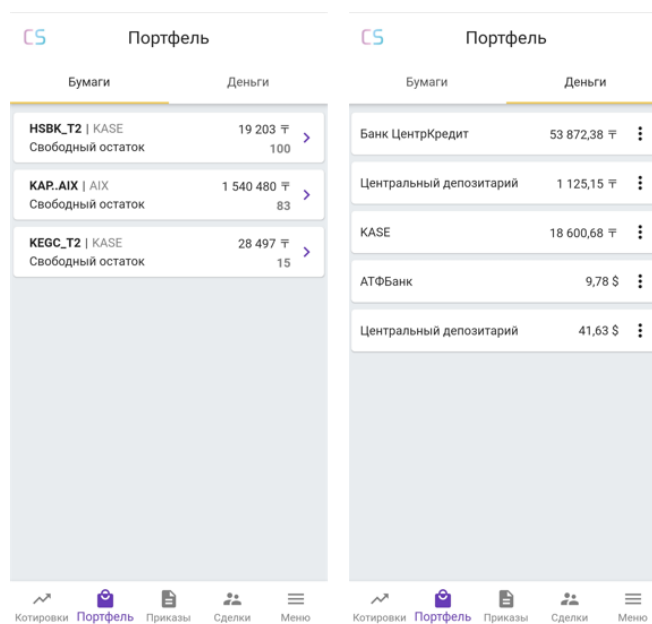 CS Портфель
Бумаги Деньги
HSBK_T2 | KASE 19 203 ₸
Свободный остаток 100
KAP..AIX | AIX 1 540 480 ₸
Свободный остаток 83
KEGC_T2 | KASE 28 497 ₸
Свободный остаток 15
Котировки Портфель Приказы Сделки Меню
CS Портфель
Бумаги Деньги
Банк ЦентрКредит 53 872,38 ₸
Центральный депозитарий 1 125,15 ₸
KASE 18 600,68 ₸
АТФБанк 9,78 $
Центральный депозитарий 41,63 $
Котировки Портфель Приказы Сделки Меню